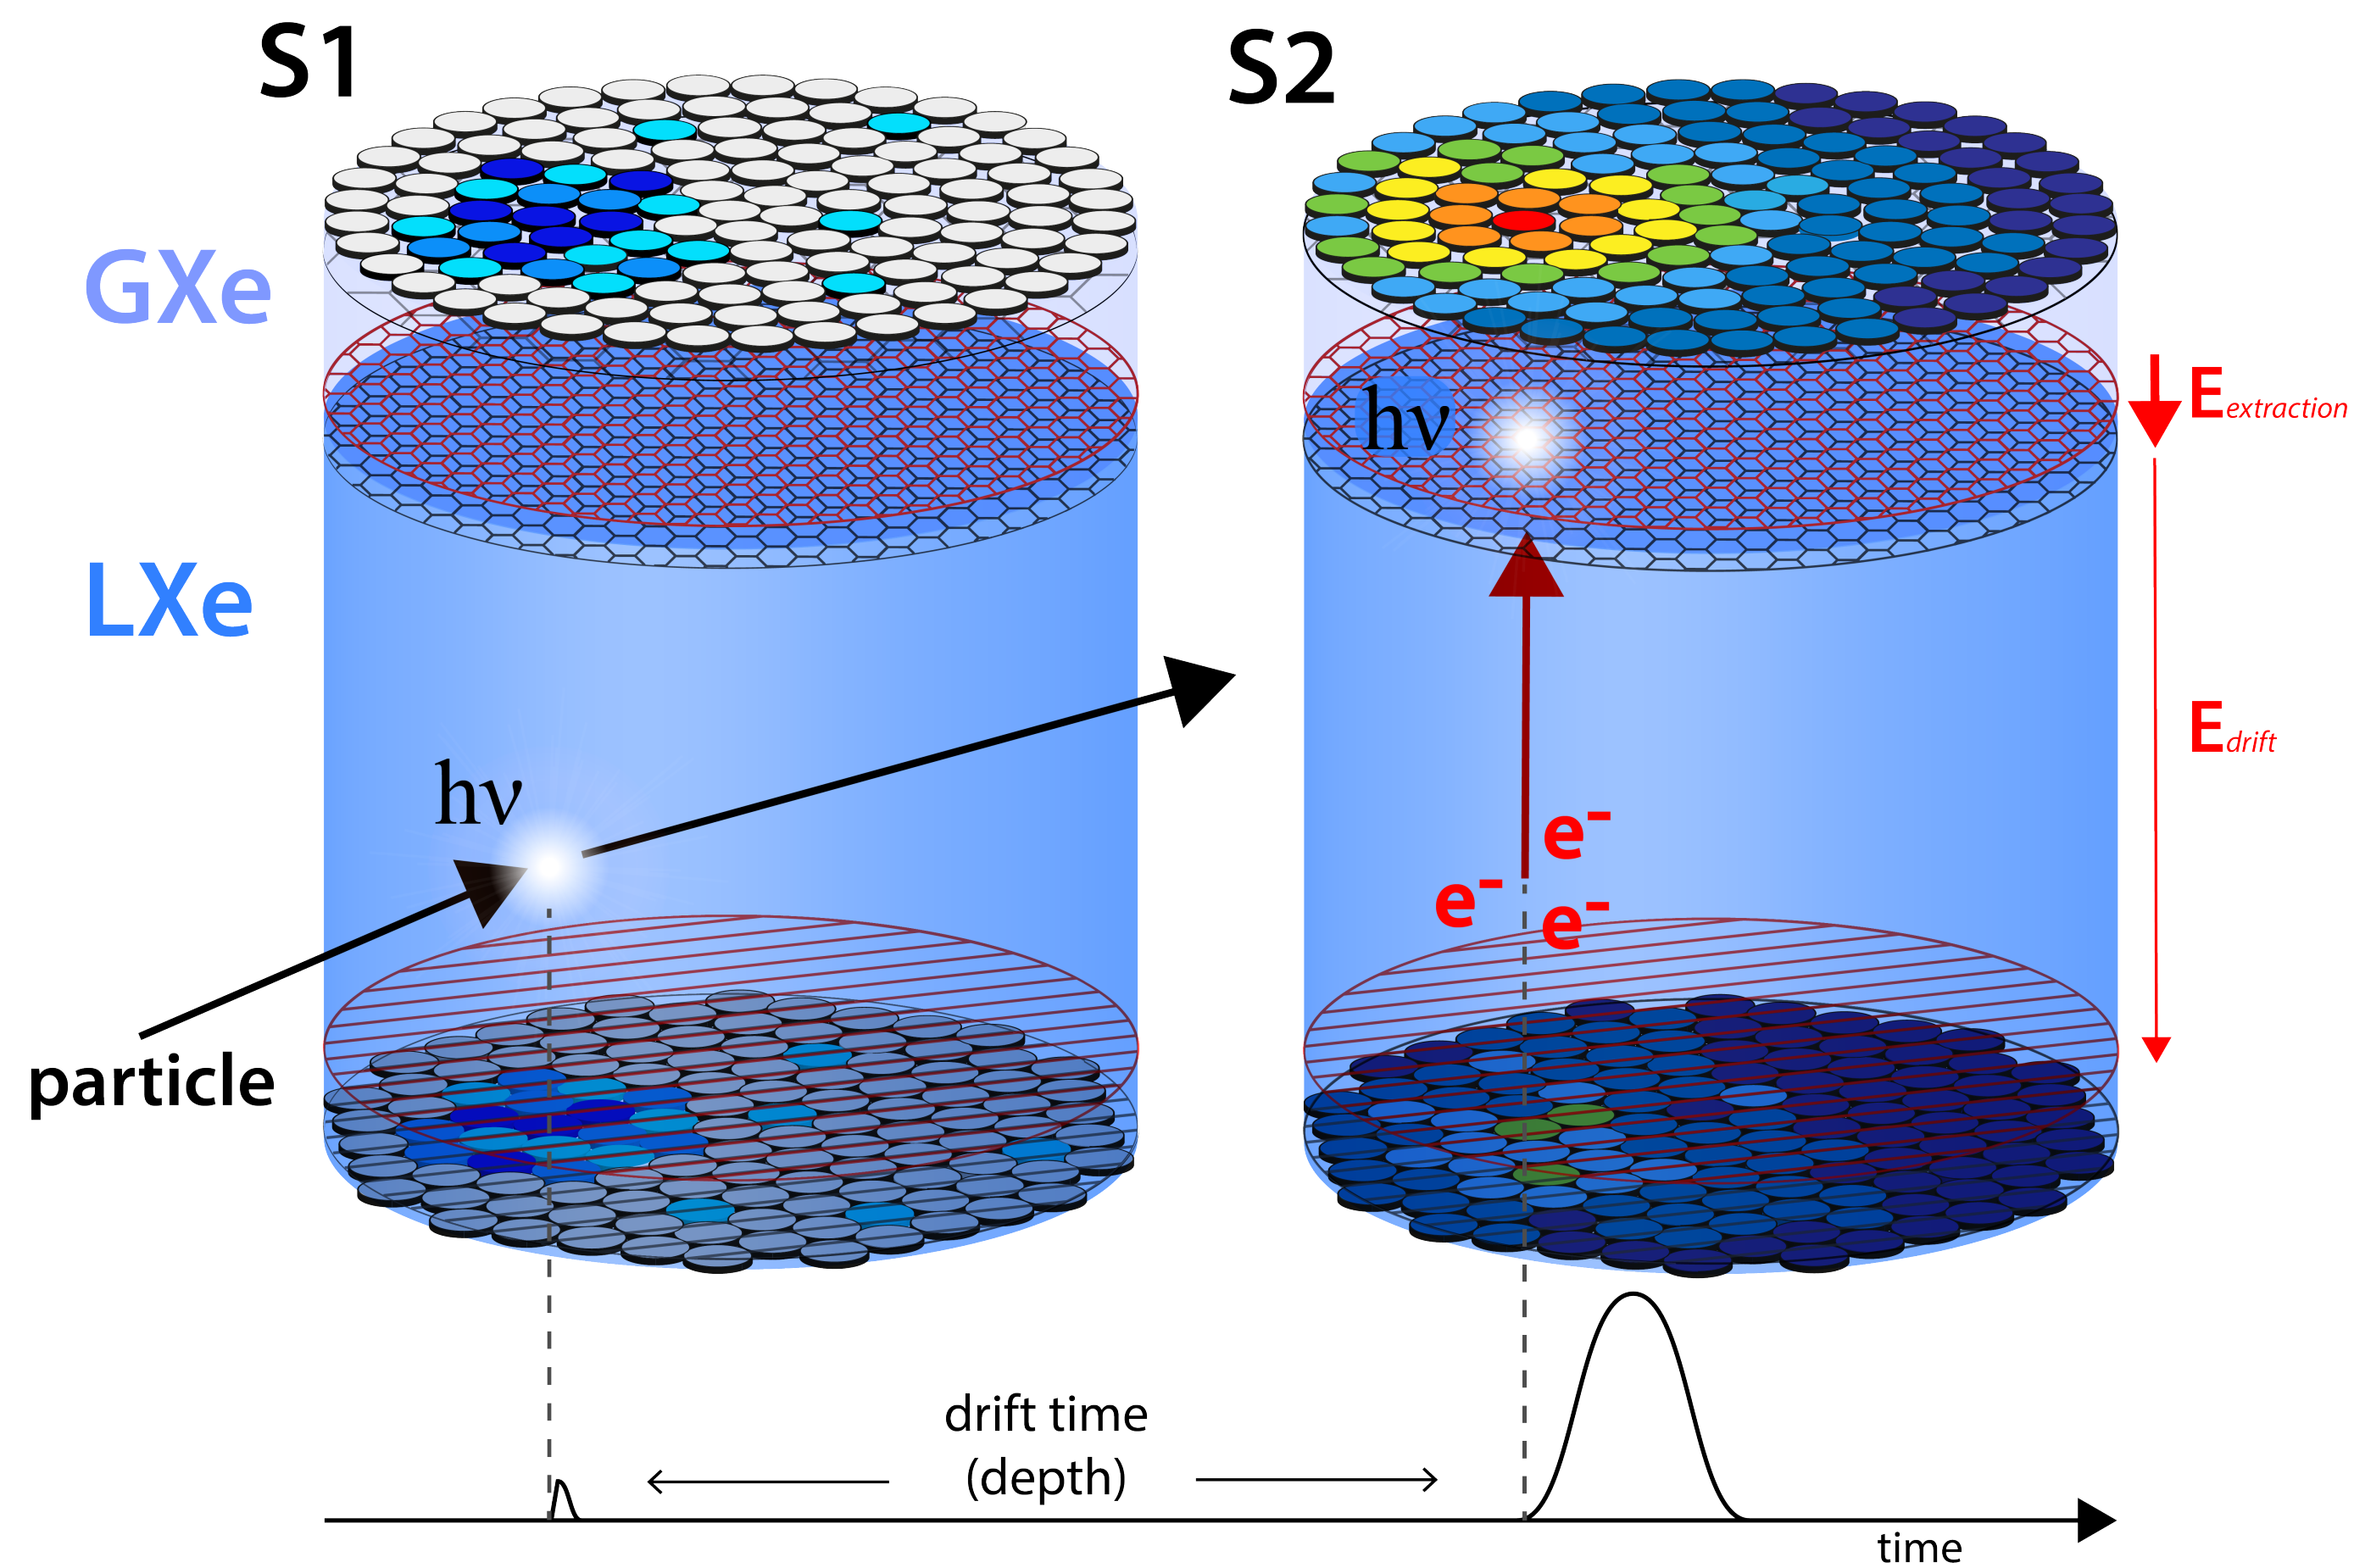 S1
S2
GXe
LXe
hν
hν
E extraction
E drift
particle
e-
e-
e-
drift time
(depth)
time